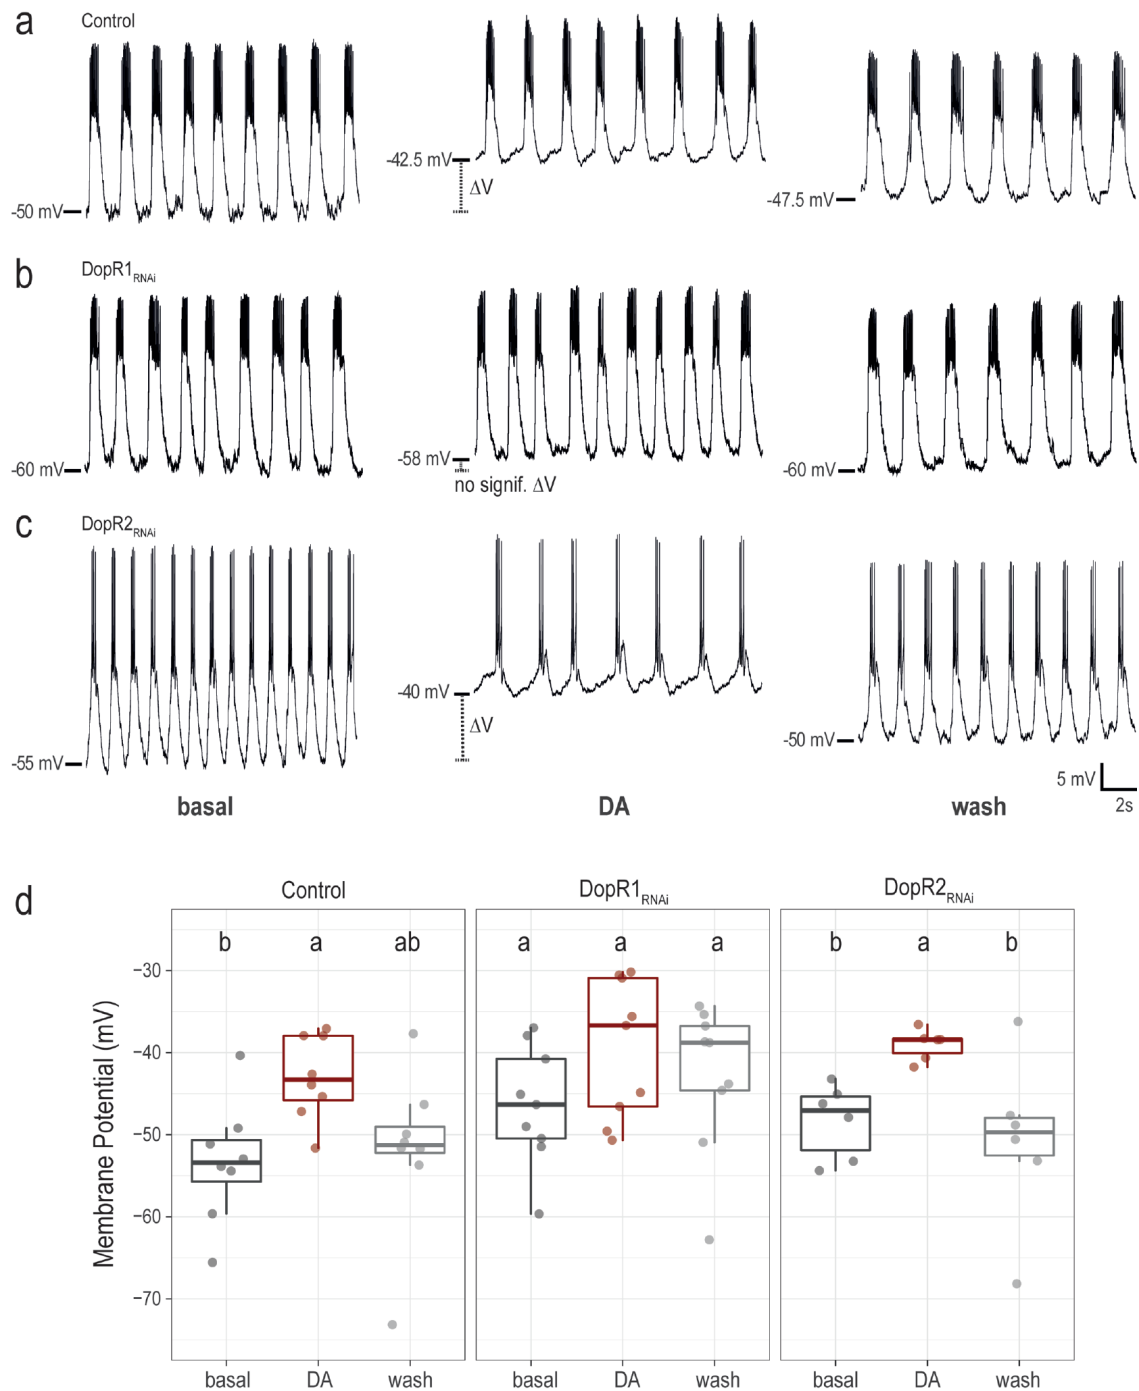 a
Control
-50 mV
-42.5 mV
ΔV
-47.5 mV
b
DopR1RNAi
-60 mV
-58 mV
no signif. ΔV
-60 mV
c
DopR2RNAi
-55 mV
-40 mV
ΔV
-50 mV
5 mV
2s
basal
DA
wash
d
Control
DopR1RNAi
DopR2RNAi
b a ab
a a a
b a b
Membrane Potential (mV)
−30
−40
−50
−60
−70
basal DA wash
basal DA wash
basal DA wash